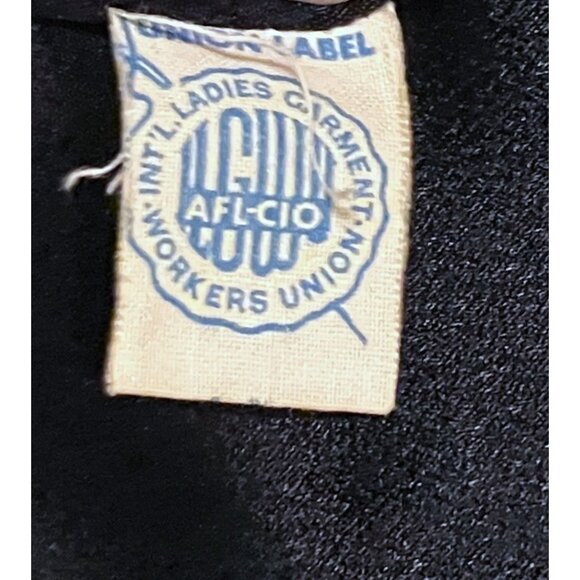 UNION LABEL
INT'L. LADIES GARMENT
WORKERS UNION
ILGWU
AFL-CIO